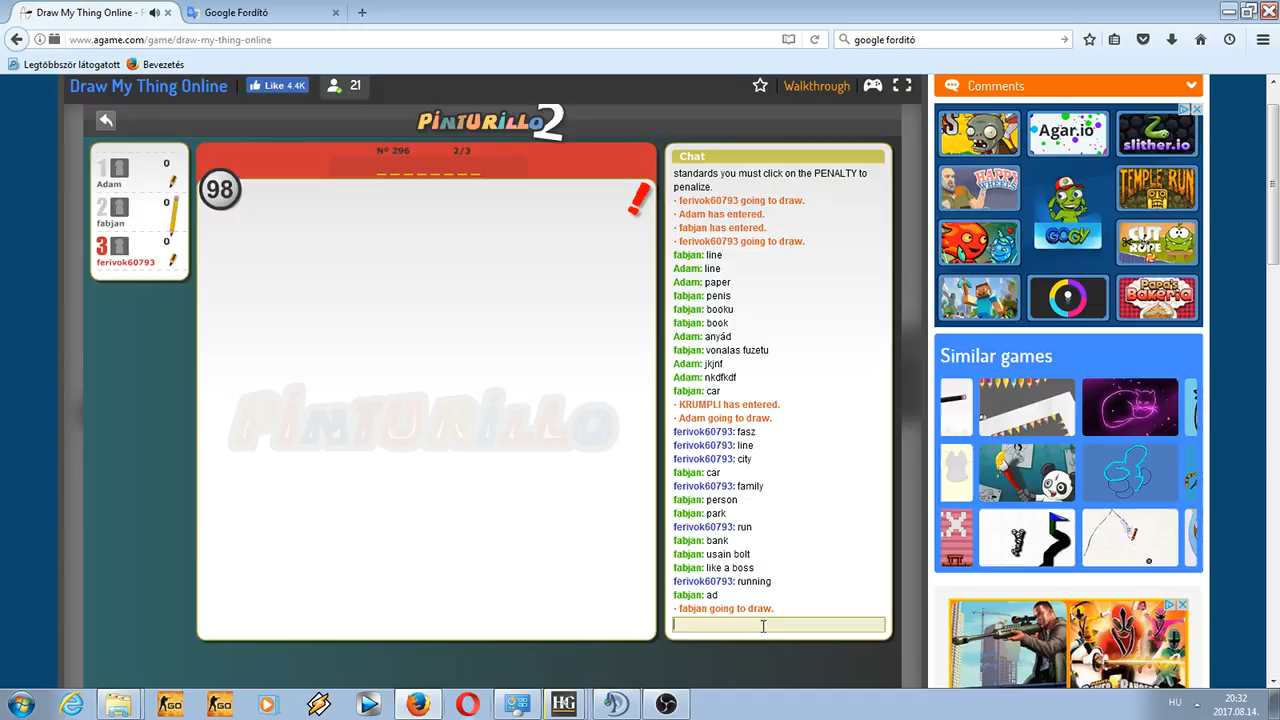 Draw My Thing Online -
Google Fordító
www.agame.com/game/draw-my-thing-online
google fordító
Legtöbbször látogatott
Bevezetés
Draw My Thing Online
Like 4.4K
21
Walkthrough
Comments
PiNTURiLLO 2
Nº 296 2/3
_ _ _ _ _ _ _ _
98
1
0
Adam
2
0
fabjan
3
0
ferivok60793
PiNTURiLLO
Chat
standards you must click on the PENALTY to
penalize.
· ferivok60793 going to draw.
· Adam has entered.
· fabjan has entered.
· ferivok60793 going to draw.
fabjan: line
Adam: line
Adam: paper
fabjan: penis
fabjan: booku
fabjan: book
Adam: anyád
fabjan: vonalas fuzetu
Adam: jkjnf
Adam: nkdfkdf
fabjan: car
· KRUMPLI has entered.
· Adam going to draw.
ferivok60793: fasz
ferivok60793: line
ferivok60793: city
fabjan: car
ferivok60793: family
fabjan: person
fabjan: park
ferivok60793: run
fabjan: bank
fabjan: usain bolt
fabjan: like a boss
ferivok60793: running
fabjan: ad
· fabjan going to draw.
Agar.io
slither.io
HAPPY WHEELS
GOGY
TEMPLE RUN
CUT ROPE
Papa's Bakeria
Similar games
HU
20:32
2017.08.14.